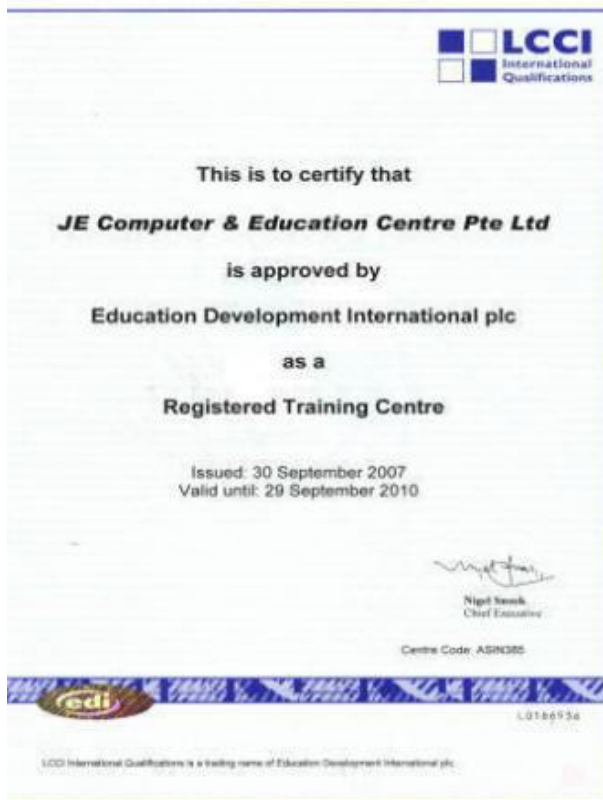 LCCI
International
Qualifications
This is to certify that
JE Computer & Education Centre Pte Ltd
is approved by
Education Development International plc
as a
Registered Training Centre
Issued: 30 September 2007
Valid until: 29 September 2010
Nigel Snook
Chief Executive
Centre Code: ASIN385
edi
LCCI International Qualifications is a trading name of Education Development International plc